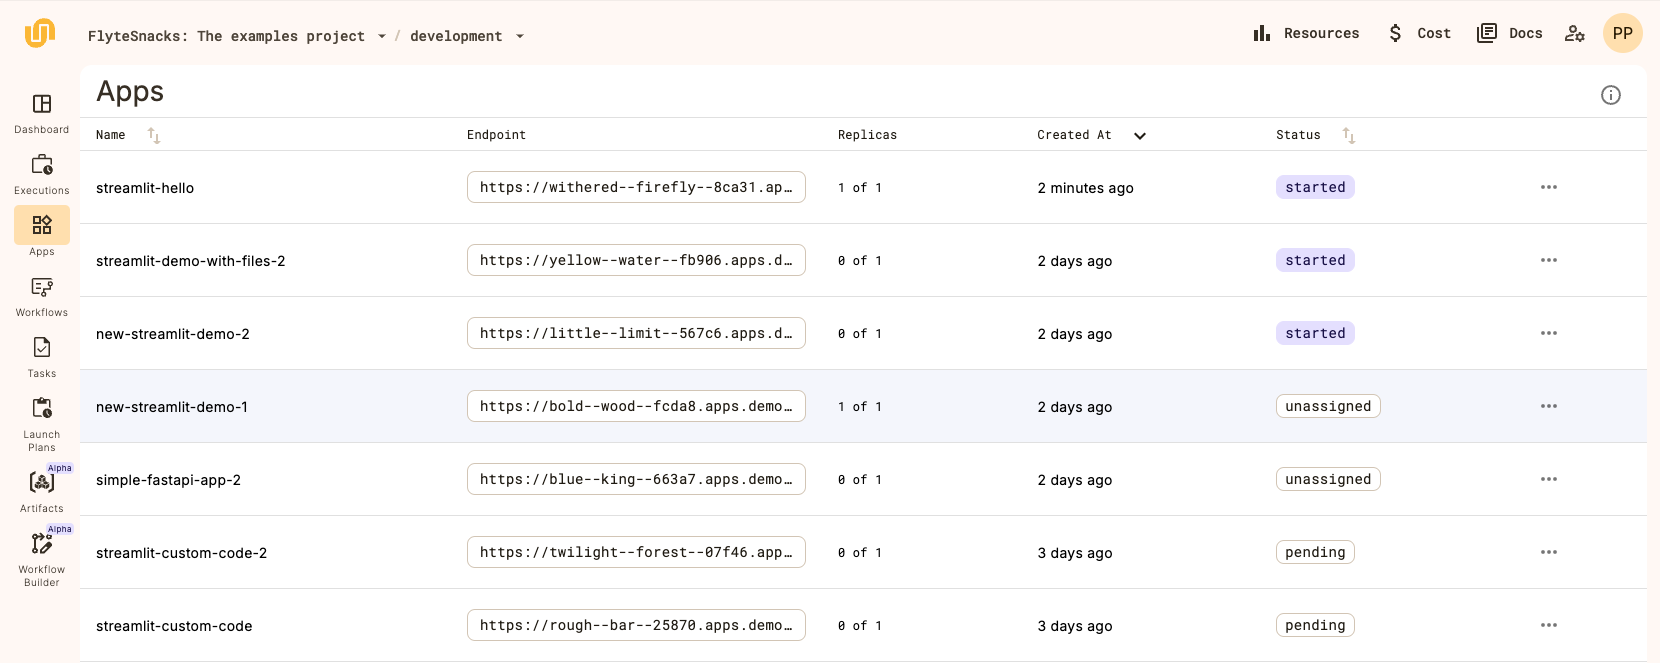 FlyteSnacks: The examples project / development
Resources
Cost
Docs
PP
Dashboard
Executions
Apps
Workflows
Tasks
Launch
Plans
Alpha
Artifacts
Alpha
Workflow
Builder
Apps
Name Endpoint Replicas Created At Status
streamlit-hello https://withered--firefly--8ca31.ap… 1 of 1 2 minutes ago started
streamlit-demo-with-files-2 https://yellow--water--fb906.apps.d… 0 of 1 2 days ago started
new-streamlit-demo-2 https://little--limit--567c6.apps.d… 0 of 1 2 days ago started
new-streamlit-demo-1 https://bold--wood--fcda8.apps.demo… 1 of 1 2 days ago unassigned
simple-fastapi-app-2 https://blue--king--663a7.apps.demo… 0 of 1 2 days ago unassigned
streamlit-custom-code-2 https://twilight--forest--07f46.app… 0 of 1 3 days ago pending
streamlit-custom-code https://rough--bar--25870.apps.demo… 0 of 1 3 days ago pending